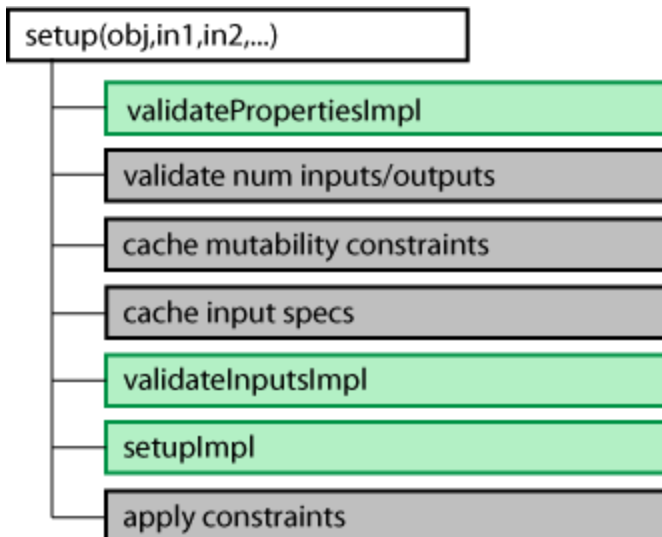 setup(obj,in1,in2,...)
validatePropertiesImpl
validate num inputs/outputs
cache mutability constraints
cache input specs
validateInputsImpl
setupImpl
apply constraints